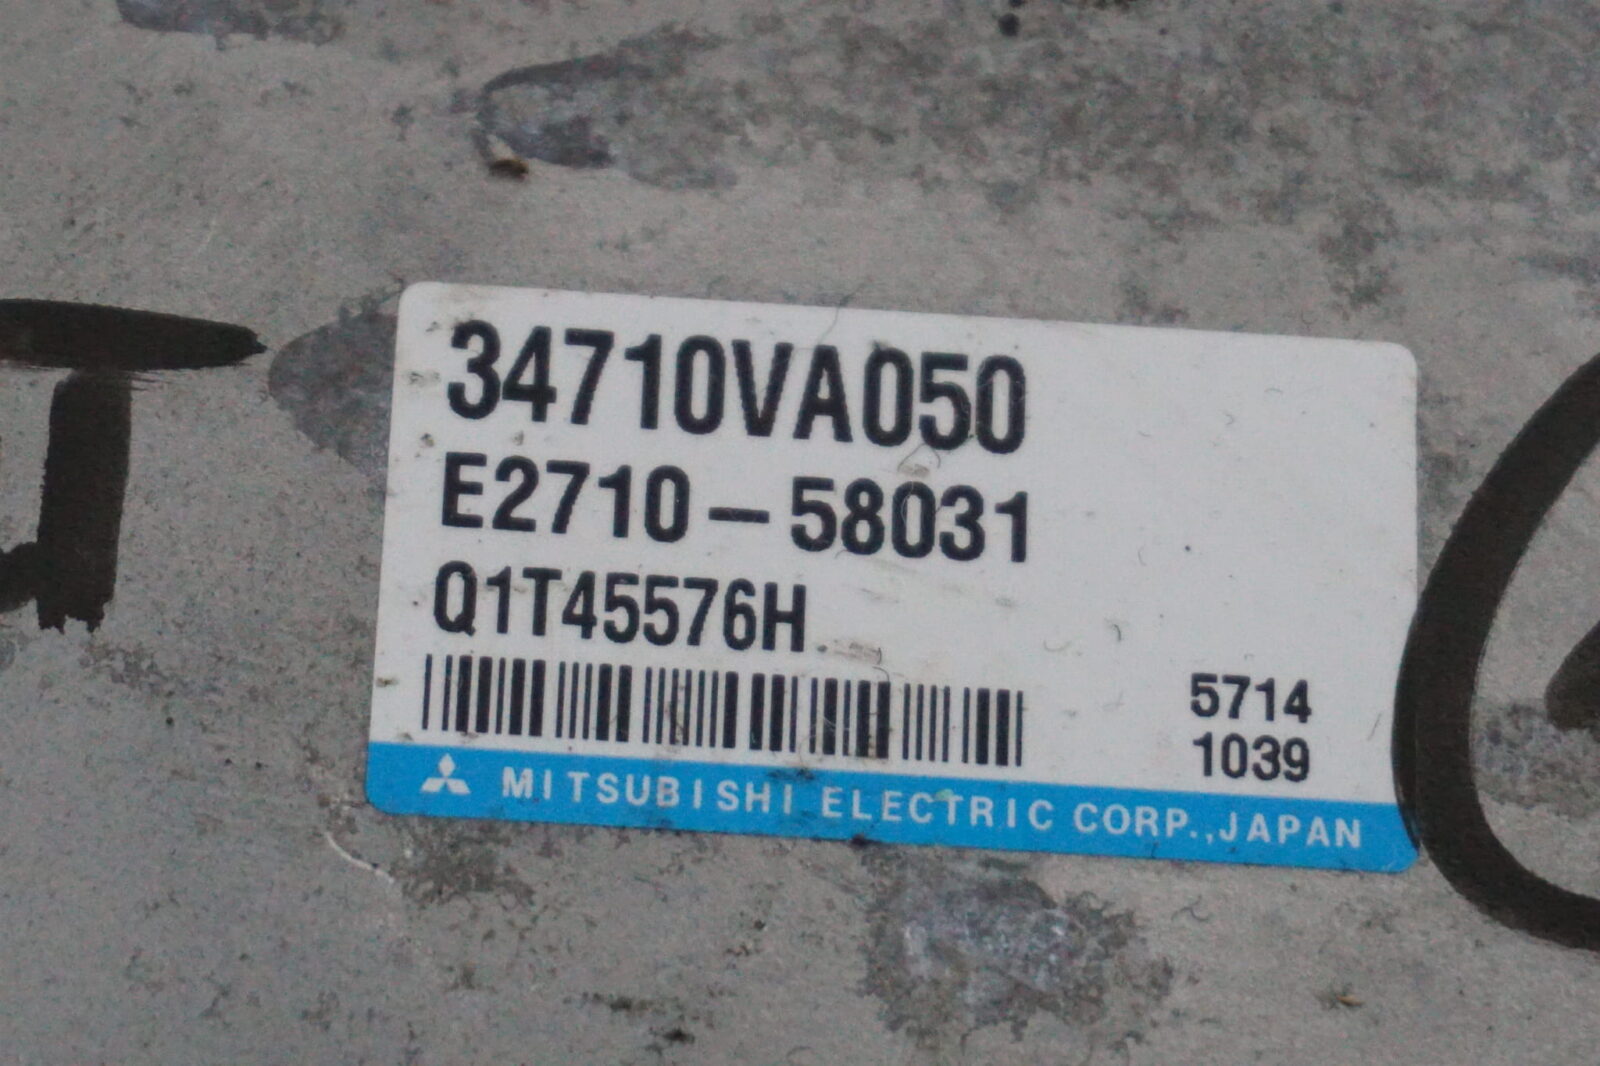 34710VA050
E2710-58031
Q1T45576H
5714
1039
MITSUBISHI ELECTRIC CORP.,JAPAN